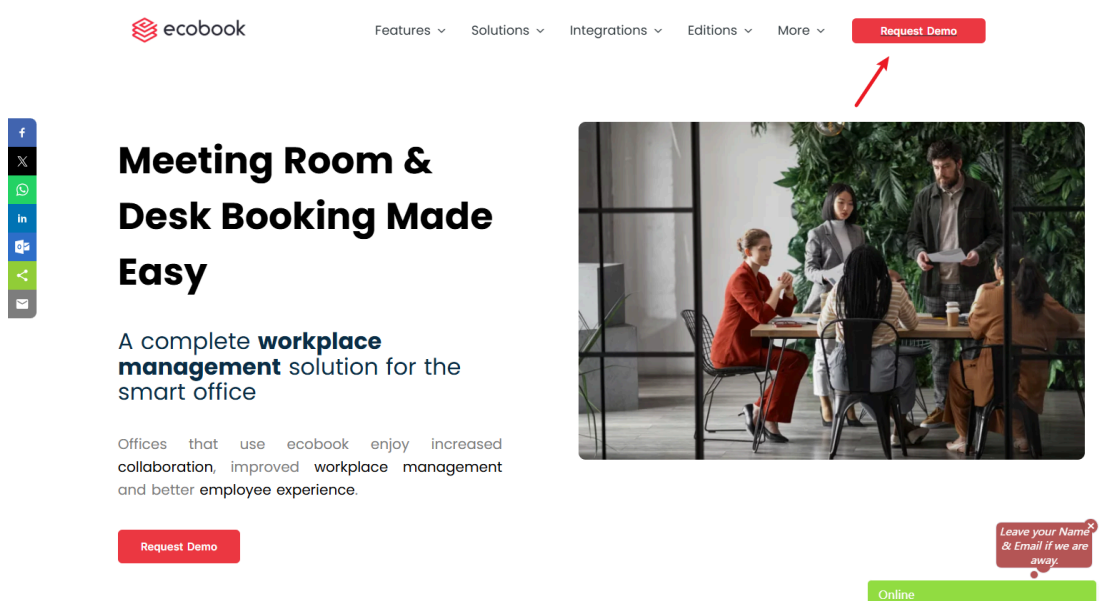 ecobook
Features
Solutions
Integrations
Editions
More
Request Demo
Meeting Room &
Desk Booking Made
Easy
A complete workplace
management solution for the
smart office
Offices that use ecobook enjoy increased
collaboration, improved workplace management
and better employee experience.
Request Demo
Leave your Name
& Email if we are
away.
Online